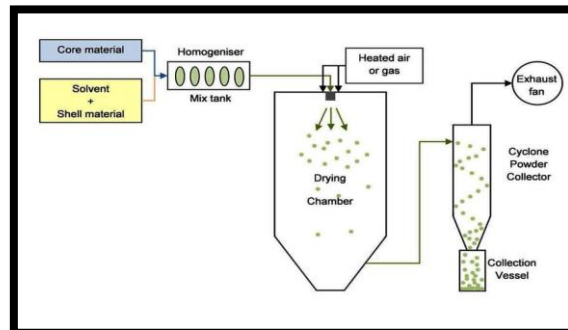 Core material
Solvent
+
Shell material
Homogeniser
Mix tank
Heated air
or gas
Drying
Chamber
Exhaust
fan
Cyclone
Powder
Collector
Collection
Vessel